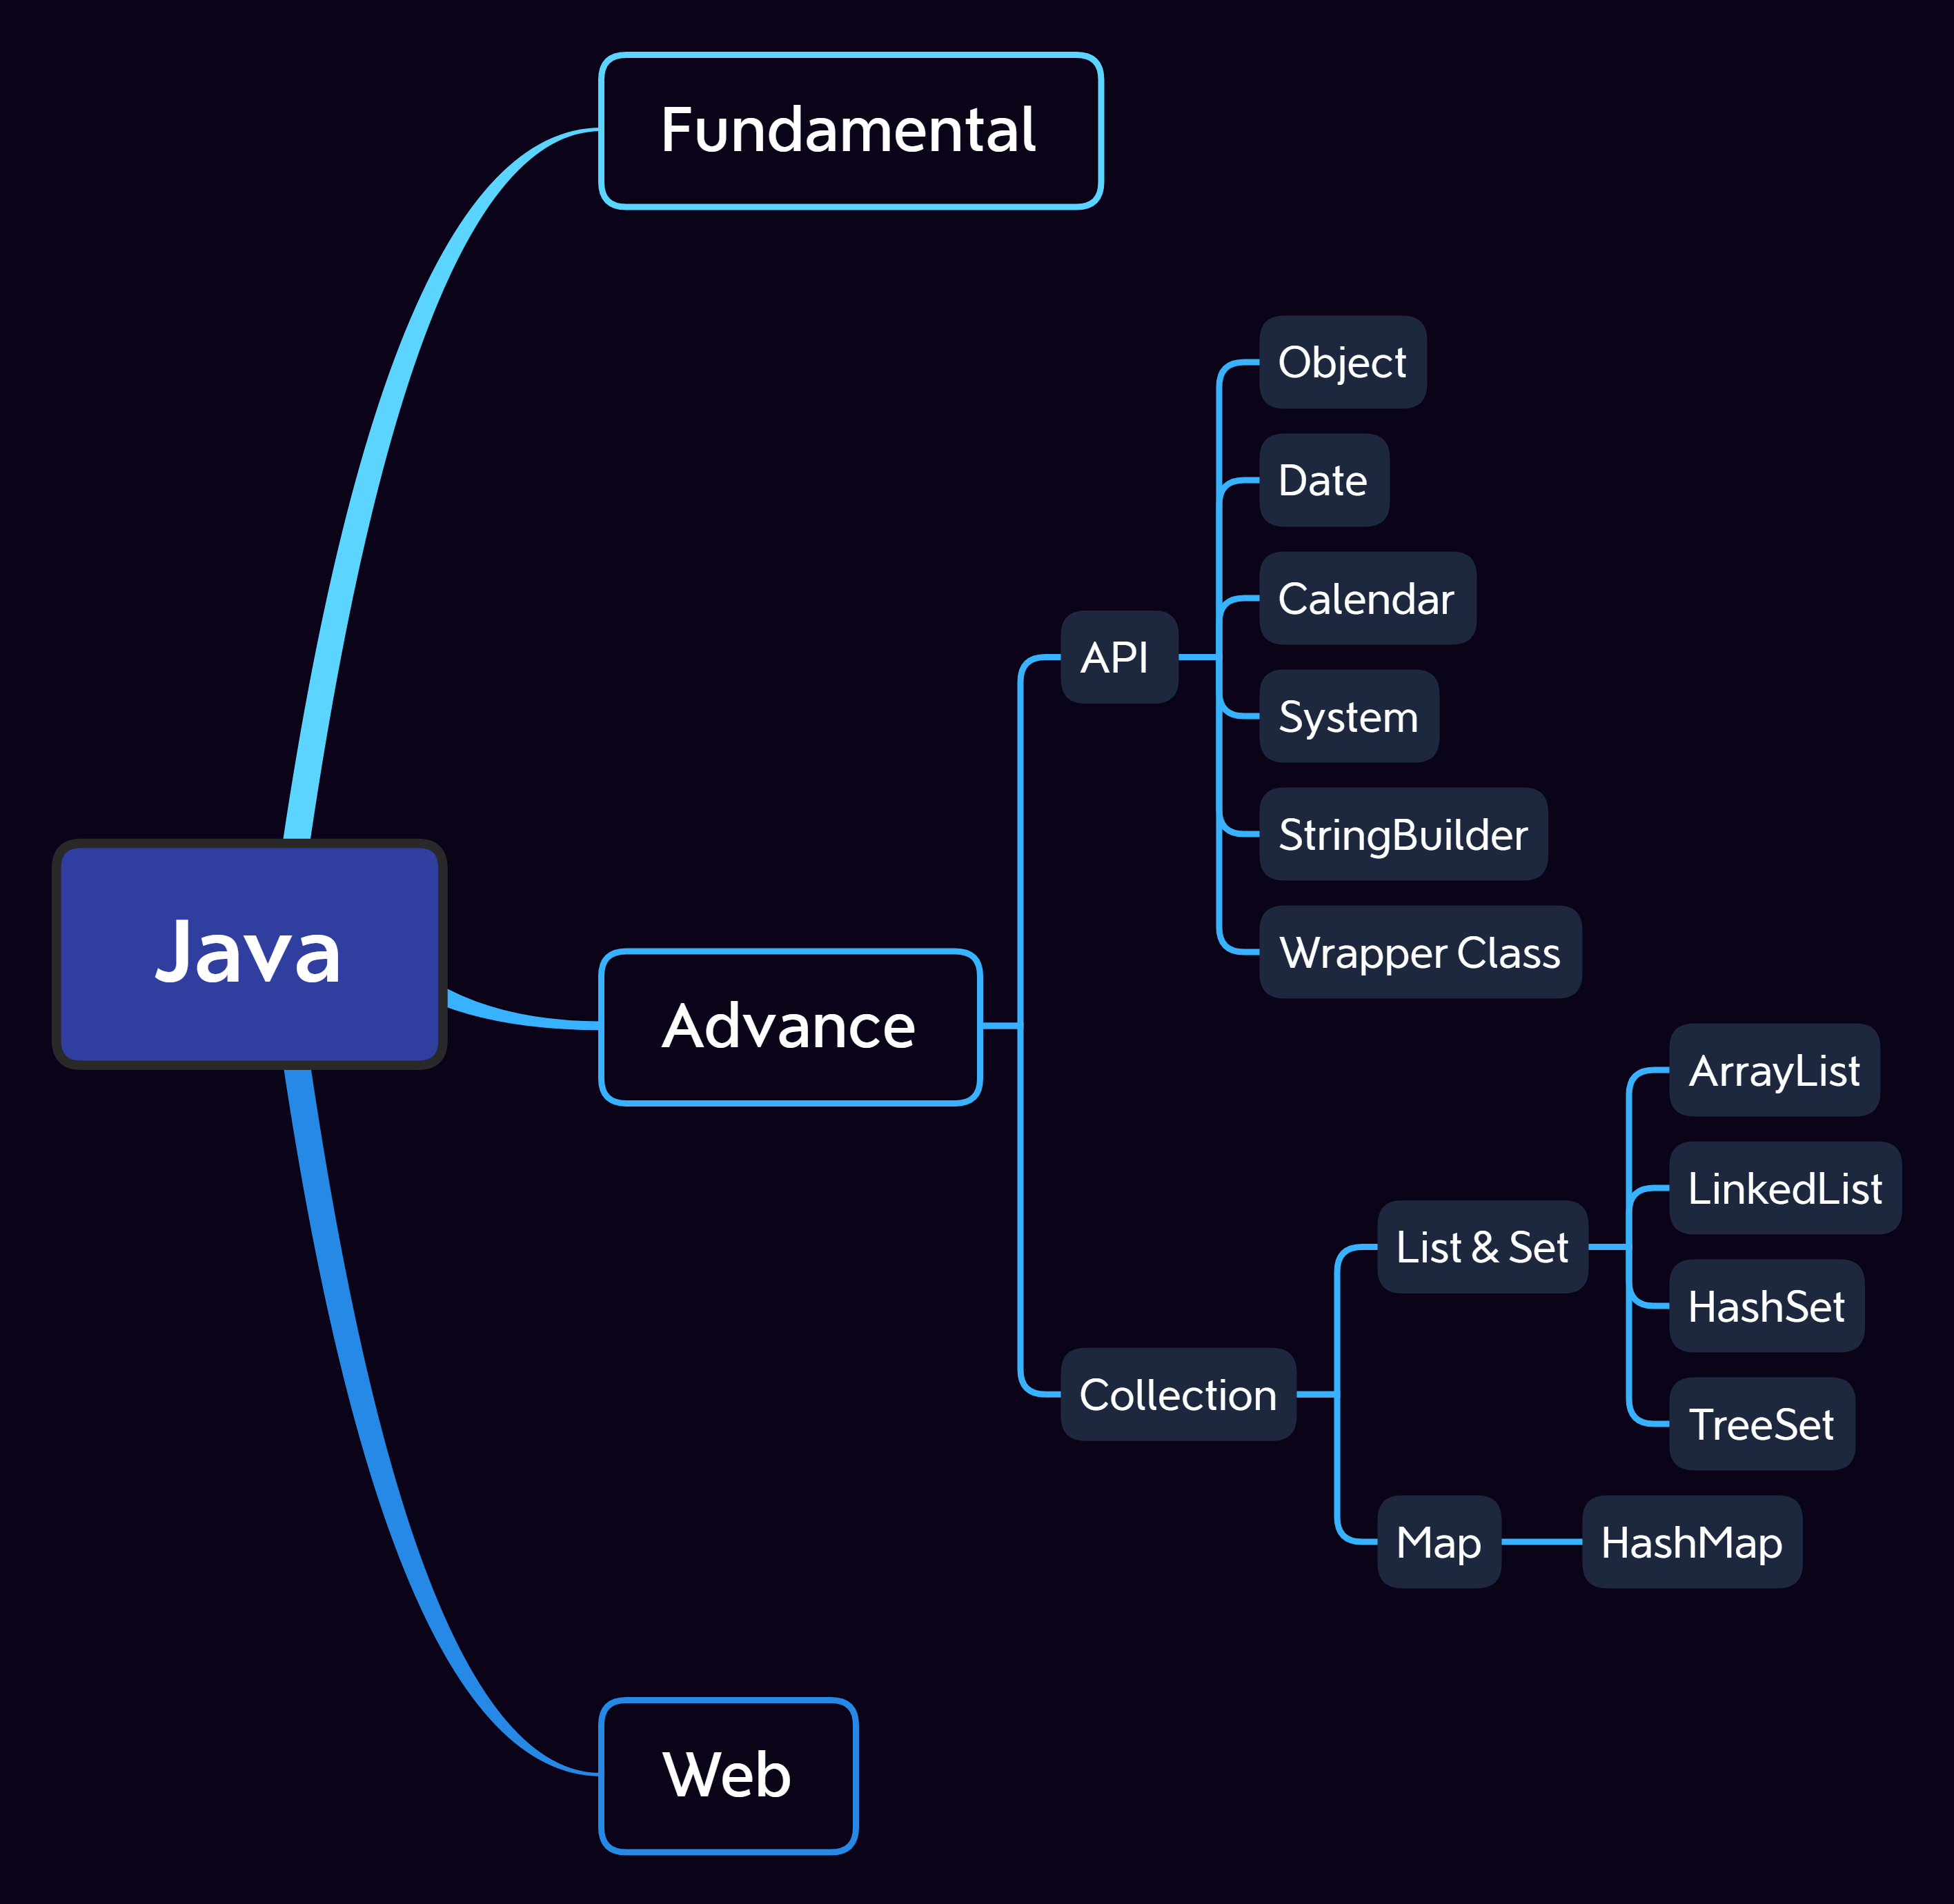 Java
Fundamental
Advance
API
Object
Date
Calendar
System
StringBuilder
Wrapper Class
Collection
List & Set
ArrayList
LinkedList
HashSet
TreeSet
Map
HashMap
Web